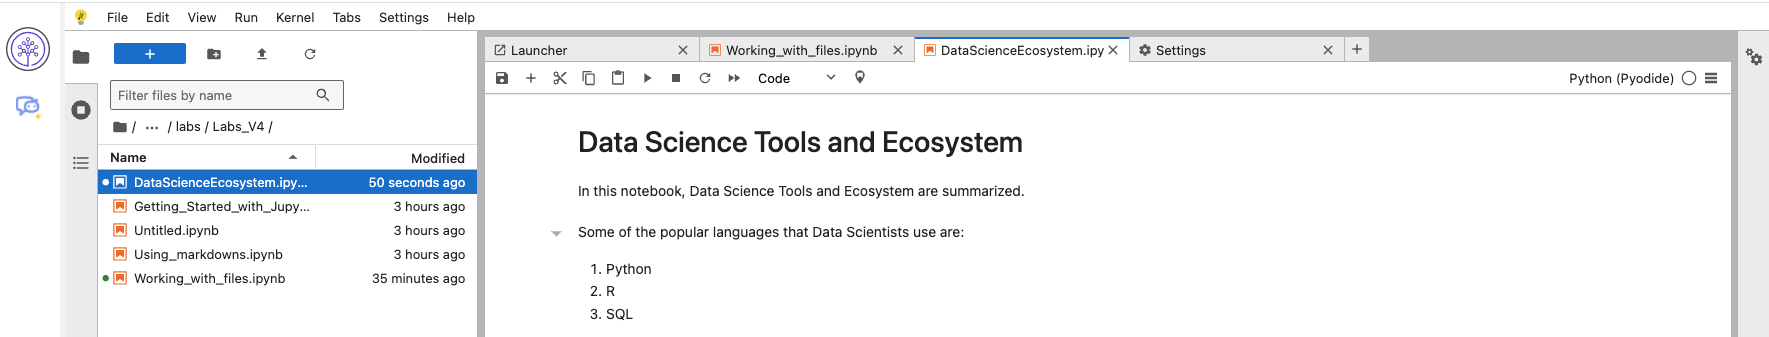 File Edit View Run Kernel Tabs Settings Help
+
Filter files by name
/ … / labs / Labs_V4 /
Name Modified
DataScienceEcosystem.ipy... 50 seconds ago
Getting_Started_with_Jupy... 3 hours ago
Untitled.ipynb 3 hours ago
Using_markdowns.ipynb 3 hours ago
Working_with_files.ipynb 35 minutes ago
Launcher Working_with_files.ipynb DataScienceEcosystem.ipy Settings
Code Python (Pyodide)
Data Science Tools and Ecosystem
In this notebook, Data Science Tools and Ecosystem are summarized.
Some of the popular languages that Data Scientists use are:
1. Python
2. R
3. SQL